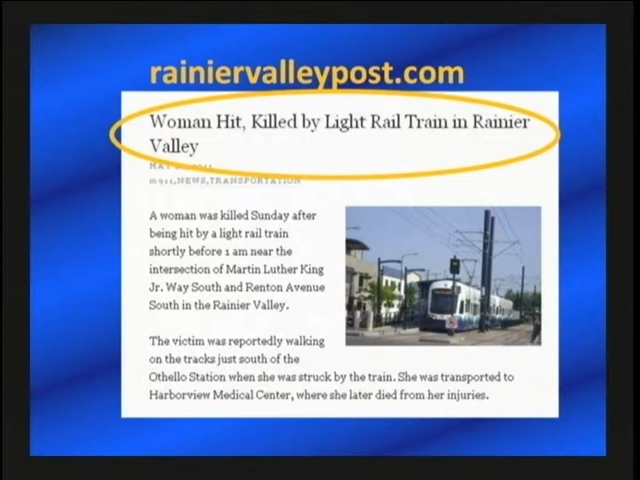 rainiervalleypost.com
Woman Hit, Killed by Light Rail Train in Rainier
Valley
NEWS, TRANSPORTATION
A woman was killed Sunday after
being hit by a light rail train
shortly before 1 am near the
intersection of Martin Luther King
Jr. Way South and Renton Avenue
South in the Rainier Valley.
The victim was reportedly walking
on the tracks just south of the
Othello Station when she was struck by the train. She was transported to
Harborview Medical Center, where she later died from her injuries.